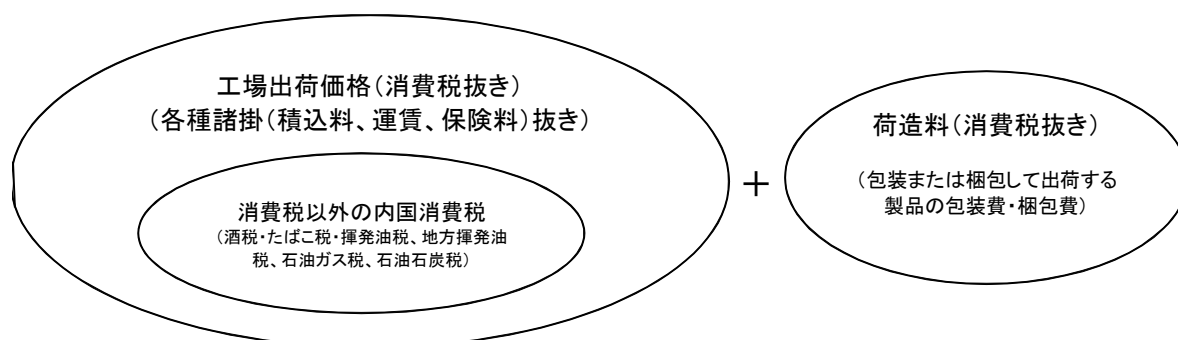 工場出荷価格(消費税抜き)
(各種諸掛(積込料、運賃、保険料)抜き)
消費税以外の内国消費税
(酒税・たばこ税・揮発油税、地方揮発油
税、石油ガス税、石油石炭税)
+
荷造料(消費税抜き)
(包装または梱包して出荷する
製品の包装費・梱包費)